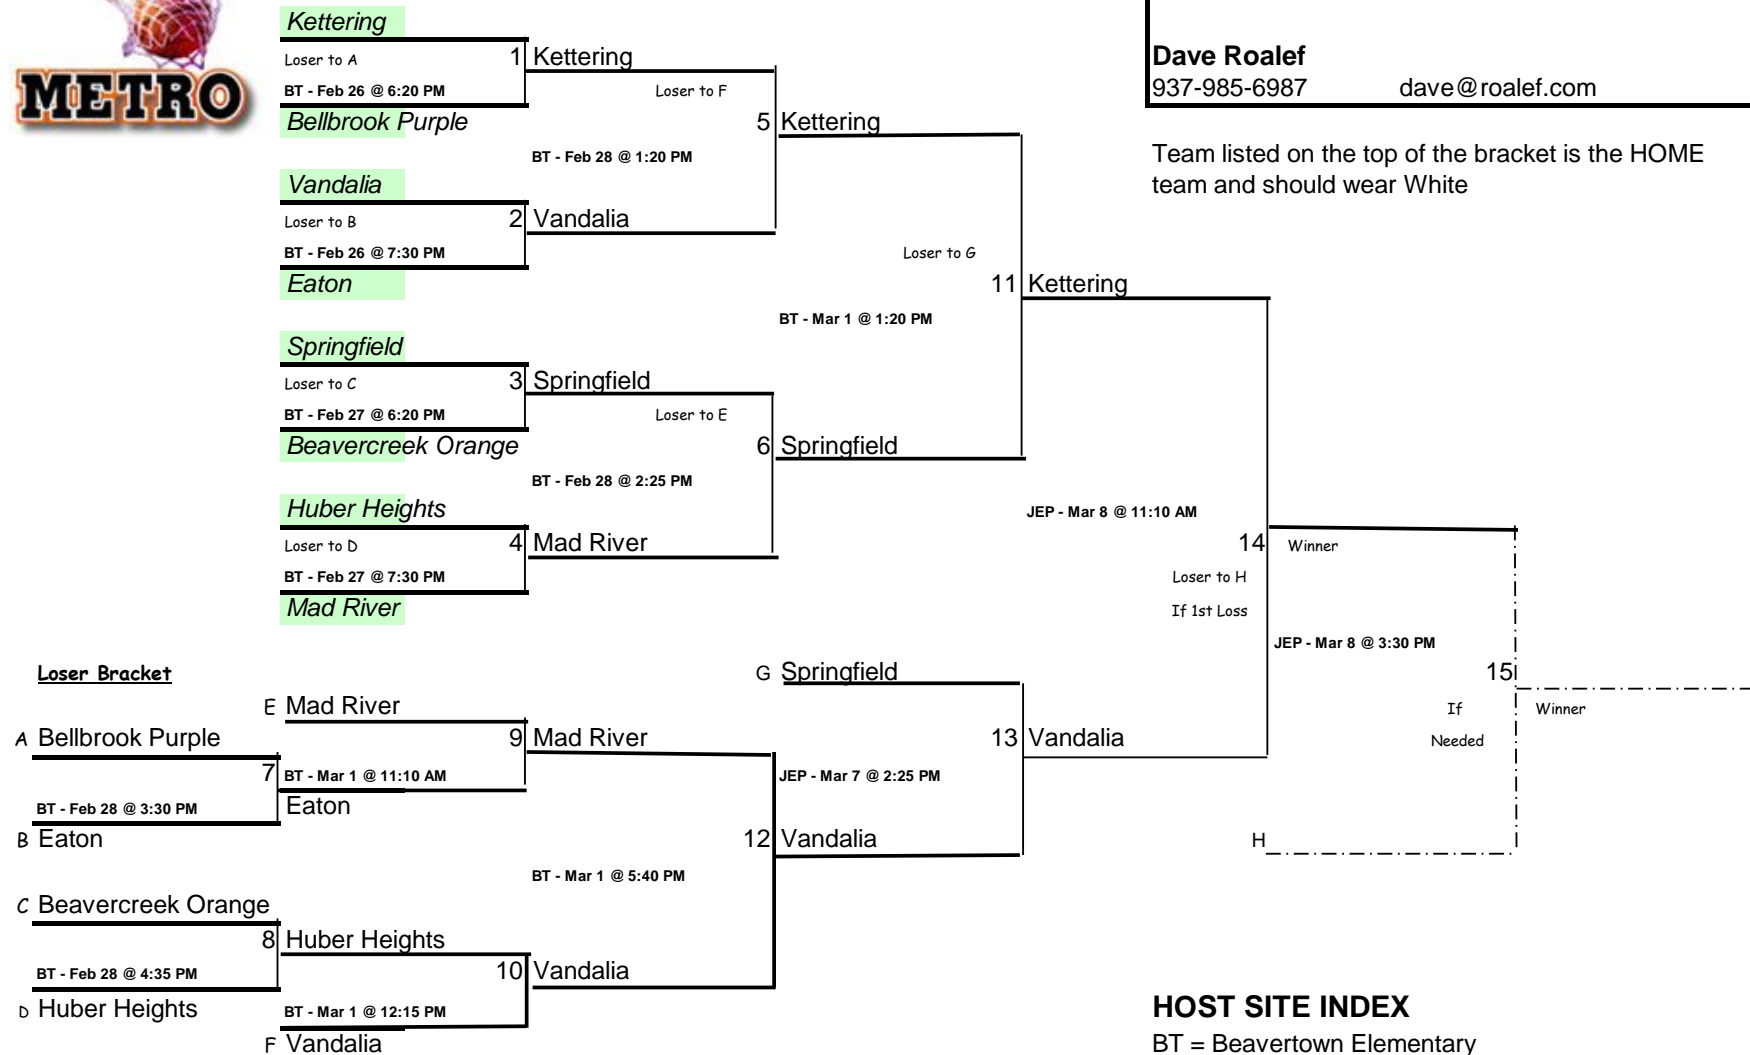 METRO
Kettering
Loser to A
1 Kettering
BT - Feb 26 @ 6:20 PM
Loser to F
Bellbrook Purple
5 Kettering
BT - Feb 28 @ 1:20 PM
Vandalia
Loser to B
2 Vandalia
BT - Feb 26 @ 7:30 PM
Loser to G
Eaton
11 Kettering
BT - Mar 1 @ 1:20 PM
Springfield
Loser to C
3 Springfield
BT - Feb 27 @ 6:20 PM
Loser to E
Beavercreek Orange
6 Springfield
BT - Feb 28 @ 2:25 PM
Huber Heights
JEP - Mar 8 @ 11:10 AM
Loser to D
4 Mad River
14 Winner
BT - Feb 27 @ 7:30 PM
Loser to H
Mad River
If 1st Loss
JEP - Mar 8 @ 3:30 PM
Dave Roalef
937-985-6987 dave@roalef.com
Team listed on the top of the bracket is the HOME
team and should wear White
Loser Bracket
G Springfield
15
E Mad River
If
Needed
Winner
A Bellbrook Purple
9 Mad River
13 Vandalia
7
BT - Mar 1 @ 11:10 AM
JEP - Mar 7 @ 2:25 PM
BT - Feb 28 @ 3:30 PM
Eaton
B Eaton
12 Vandalia
H
BT - Mar 1 @ 5:40 PM
C Beavercreek Orange
8 Huber Heights
BT - Feb 28 @ 4:35 PM
10 Vandalia
D Huber Heights
BT - Mar 1 @ 12:15 PM
F Vandalia
HOST SITE INDEX
BT = Beavertown Elementary